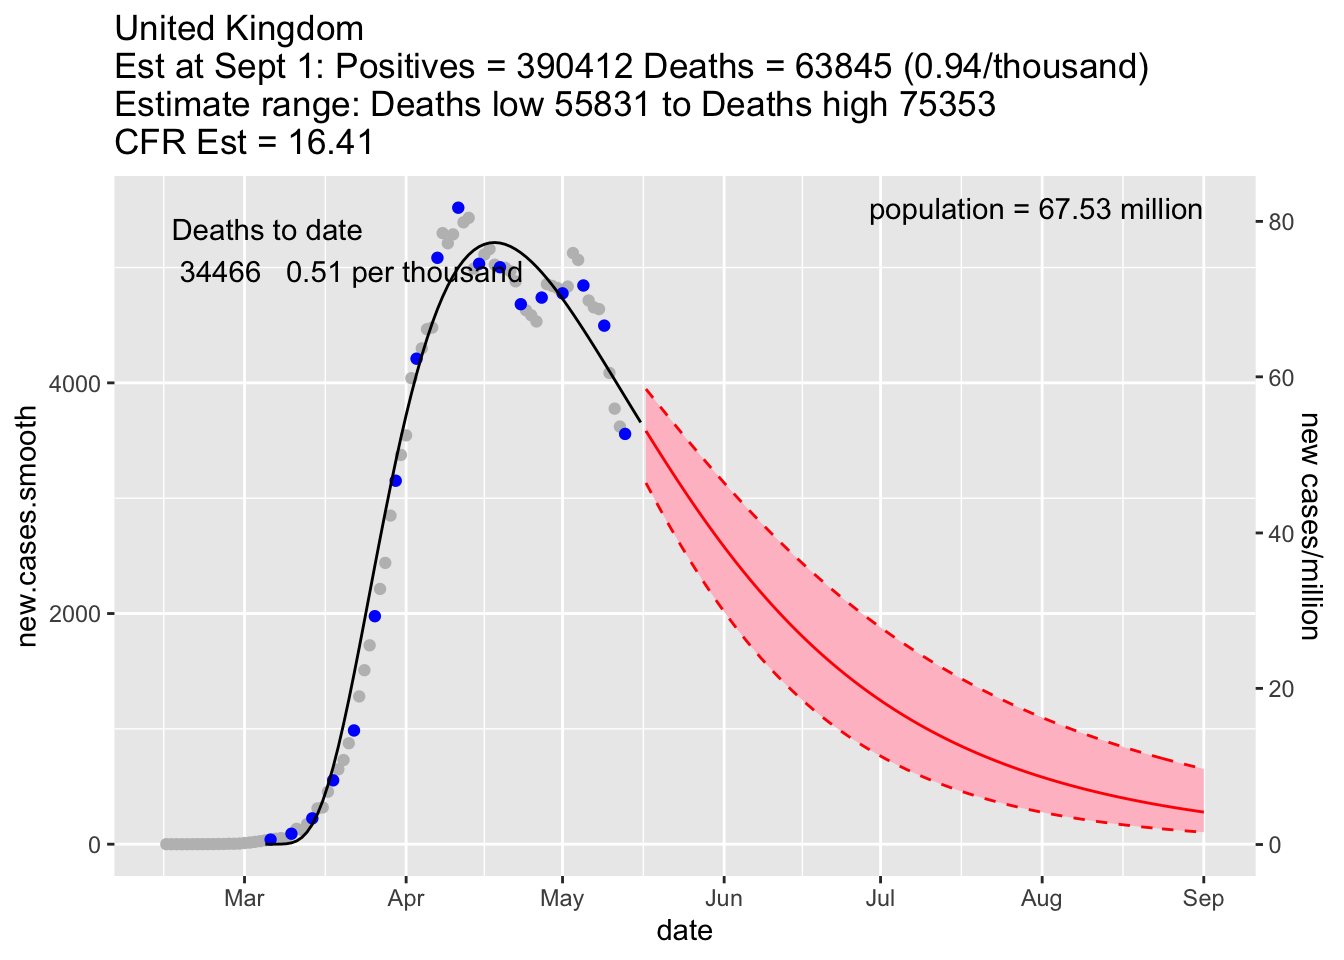 United Kingdom
Est at Sept 1: Positives = 390412 Deaths = 63845 (0.94/thousand)
Estimate range: Deaths low 55831 to Deaths high 75353
CFR Est = 16.41
population = 67.53 million
Deaths to date
34466 0.51 per thousand
new.cases.smooth
4000
2000
0
80
60
40
20
0
new cases/million
Mar Apr May Jun Jul Aug Sep
date